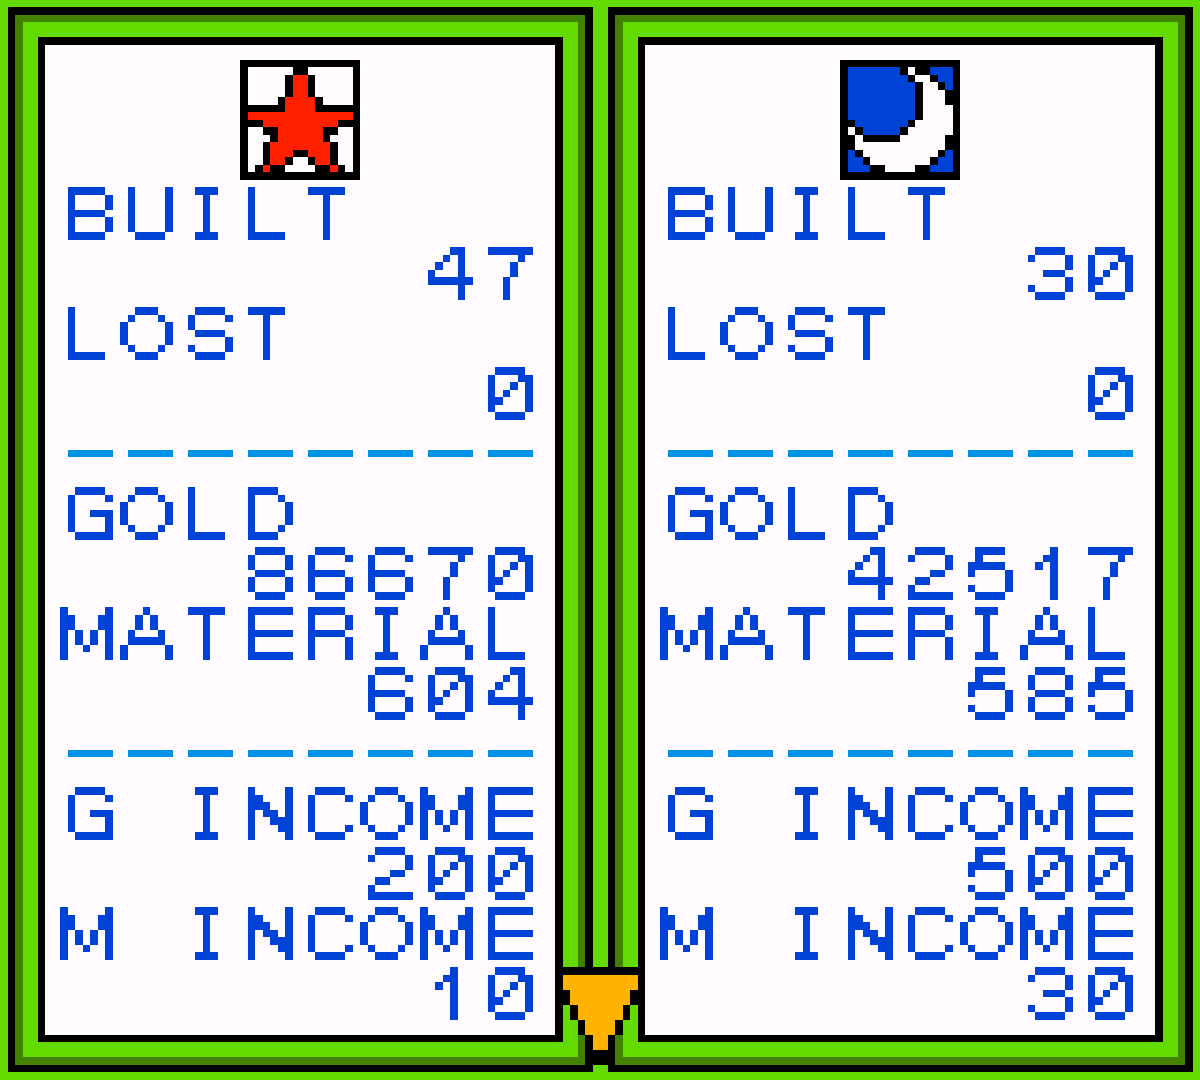 BUILT
47
LOST
0
GOLD
86670
MATERIAL
604
G INCOME
200
M INCOME
10
BUILT
30
LOST
0
GOLD
42517
MATERIAL
585
G INCOME
500
M INCOME
30